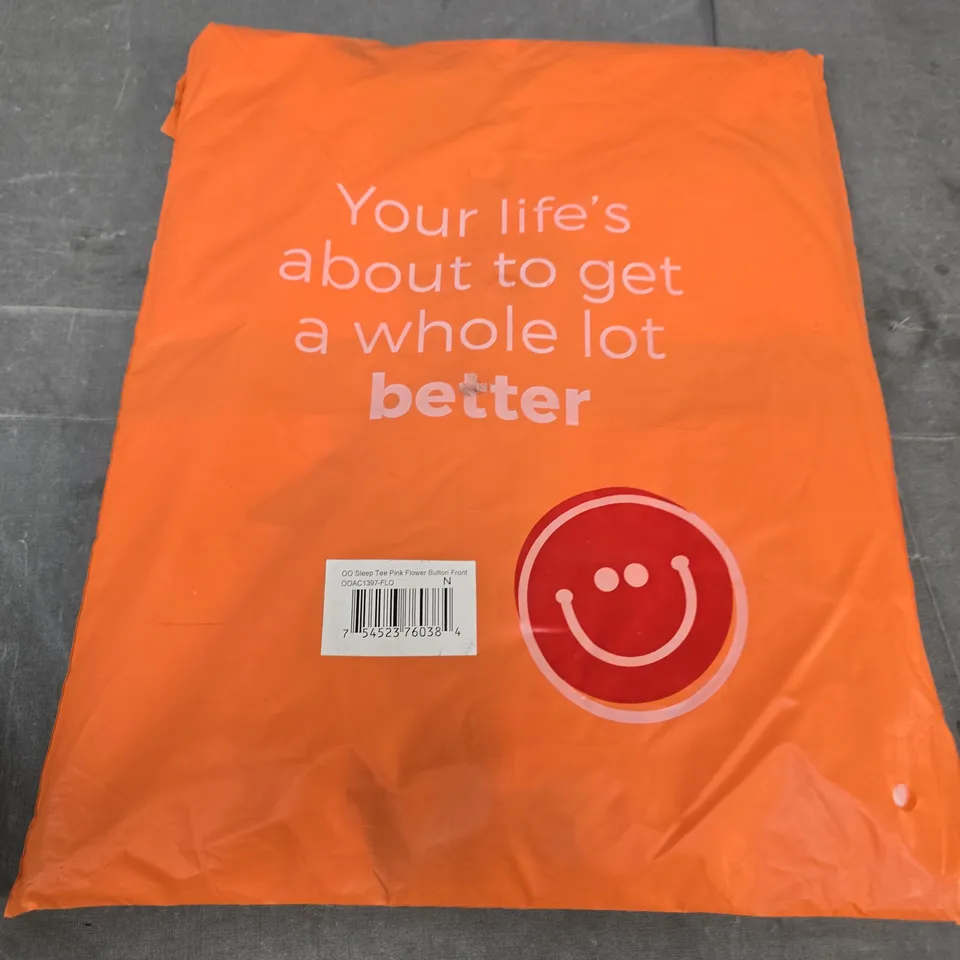 Your life's
about to get
a whole lot
better
OO Sleep Tee Pink Flower Button Front
OOAC1397-FLO N
7 54523 76038 4